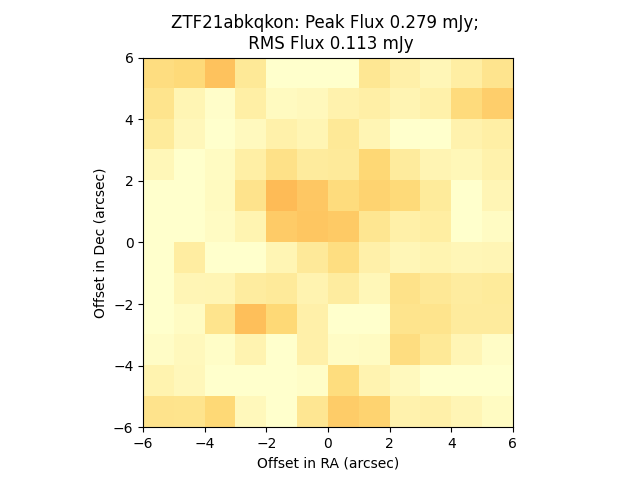 ZTF21abkqkon: Peak Flux 0.279 mJy;
RMS Flux 0.113 mJy
6
4
2
0
−2
−4
−6
Offset in Dec (arcsec)
−6 −4 −2 0 2 4 6
Offset in RA (arcsec)